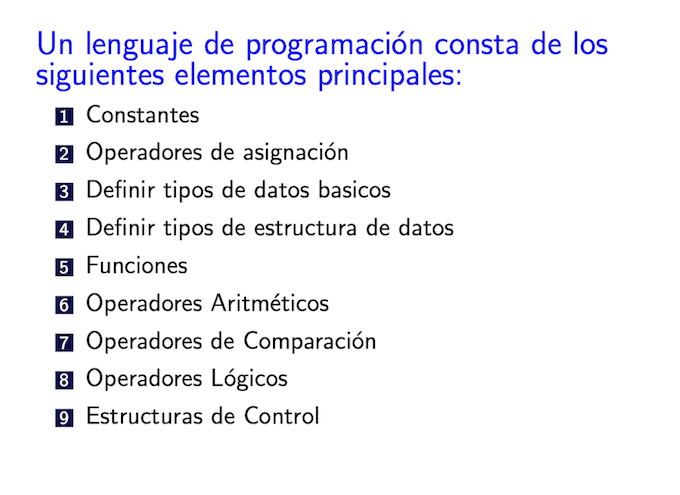 Un lenguaje de programación consta de los
siguientes elementos principales:
1 Constantes
2 Operadores de asignación
3 Definir tipos de datos basicos
4 Definir tipos de estructura de datos
5 Funciones
6 Operadores Aritméticos
7 Operadores de Comparación
8 Operadores Lógicos
9 Estructuras de Control